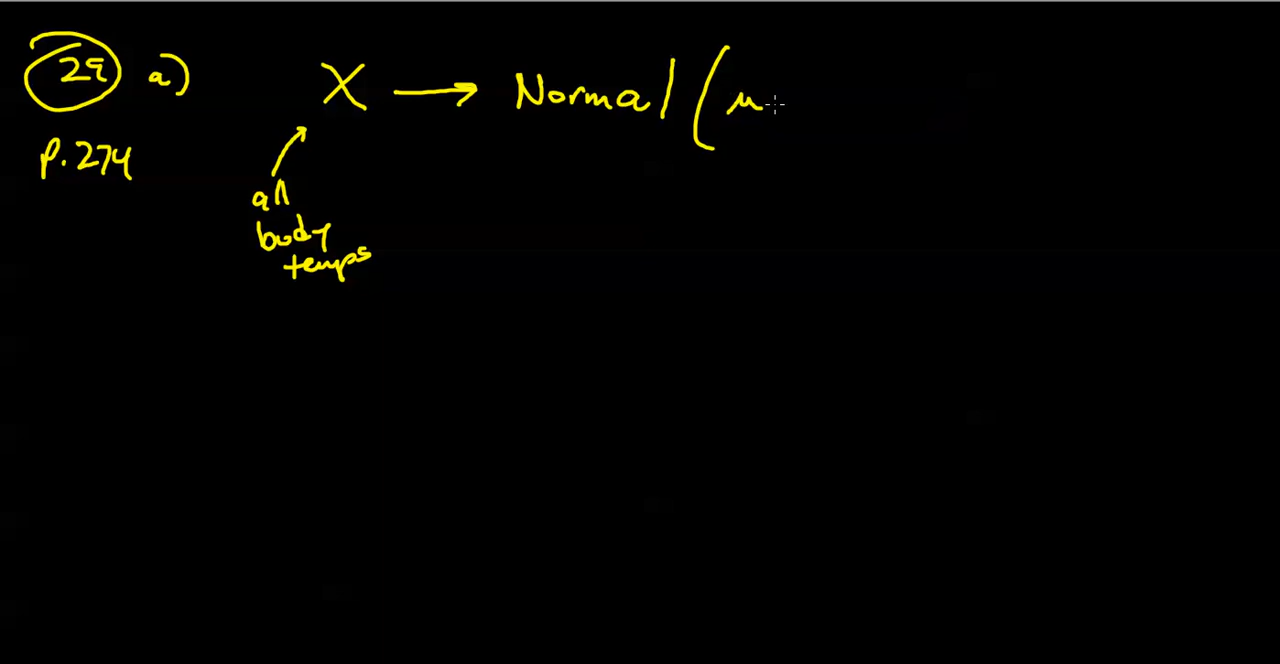 29 a) X → Normal (μ
p. 274
all
body
temps